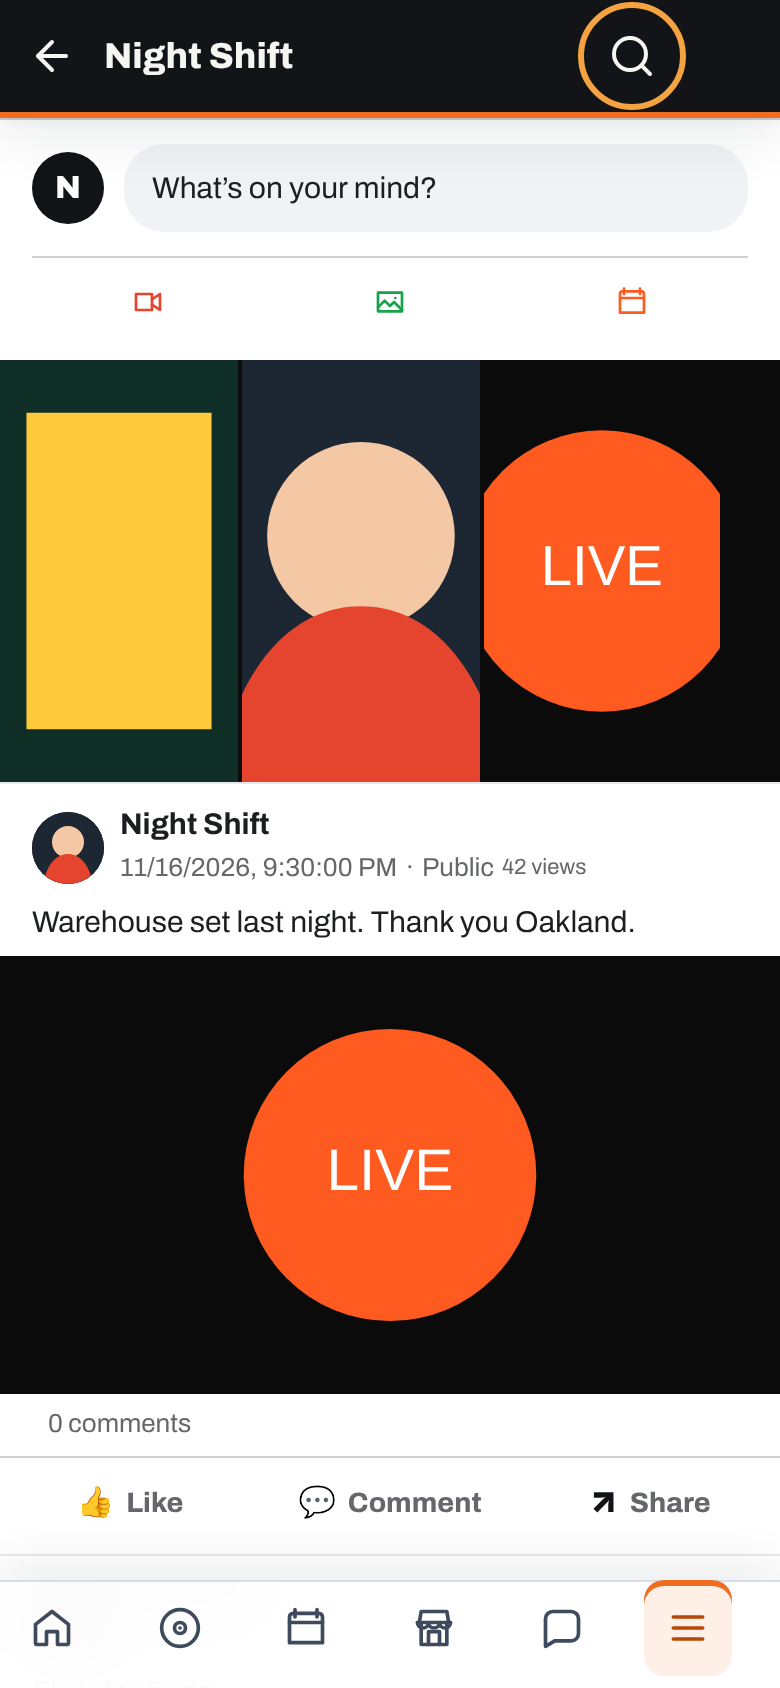 Night Shift
N
What’s on your mind?
LIVE
Night Shift
11/16/2026, 9:30:00 PM · Public 42 views
Warehouse set last night. Thank you Oakland.
LIVE
0 comments
👍 Like 💬 Comment Share